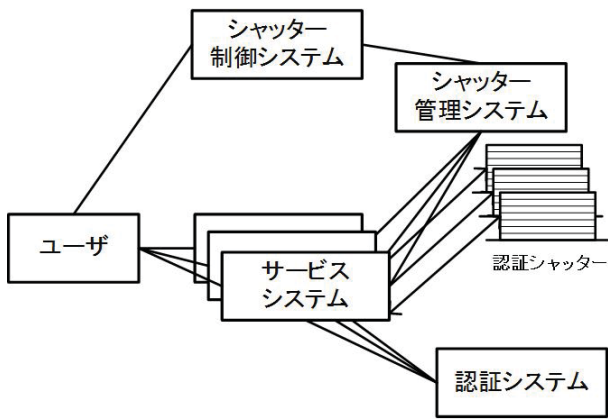 シャッター
制御システム
シャッター
管理システム
ユーザ
サービス
システム
認証シャッター
認証システム